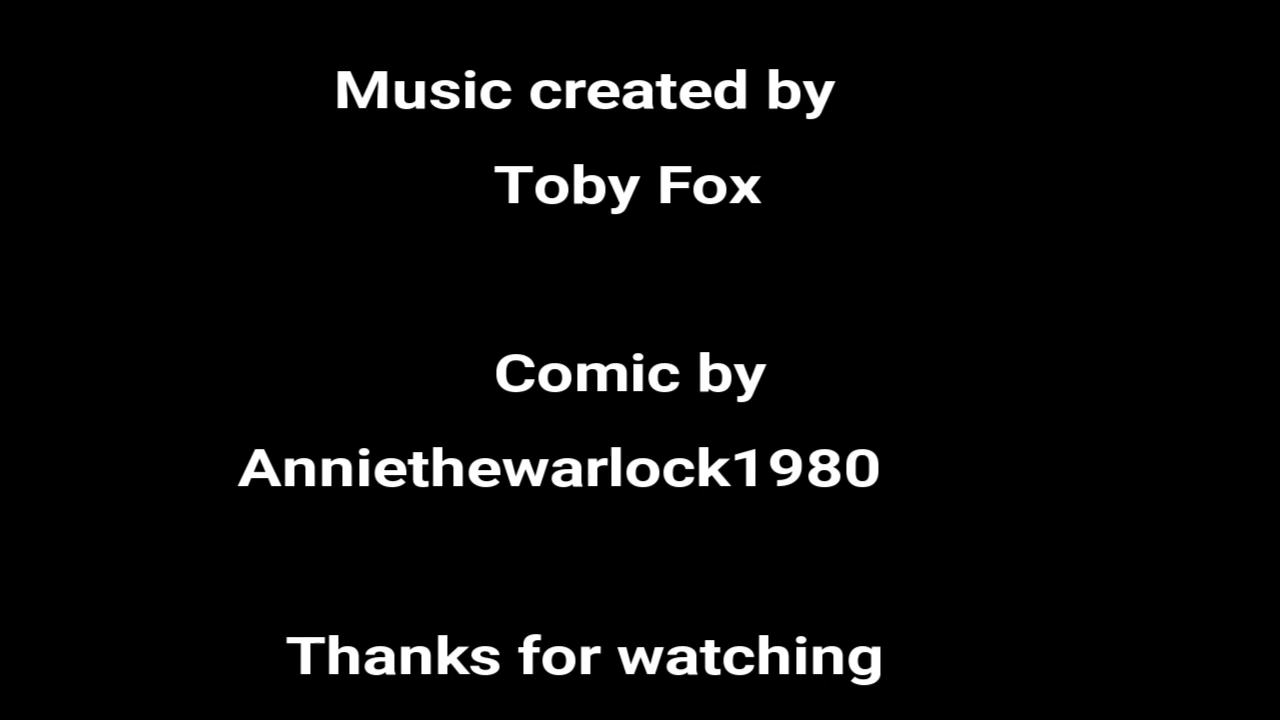 Music created by
Toby Fox
Comic by
Anniethewarlock1980
Thanks for watching